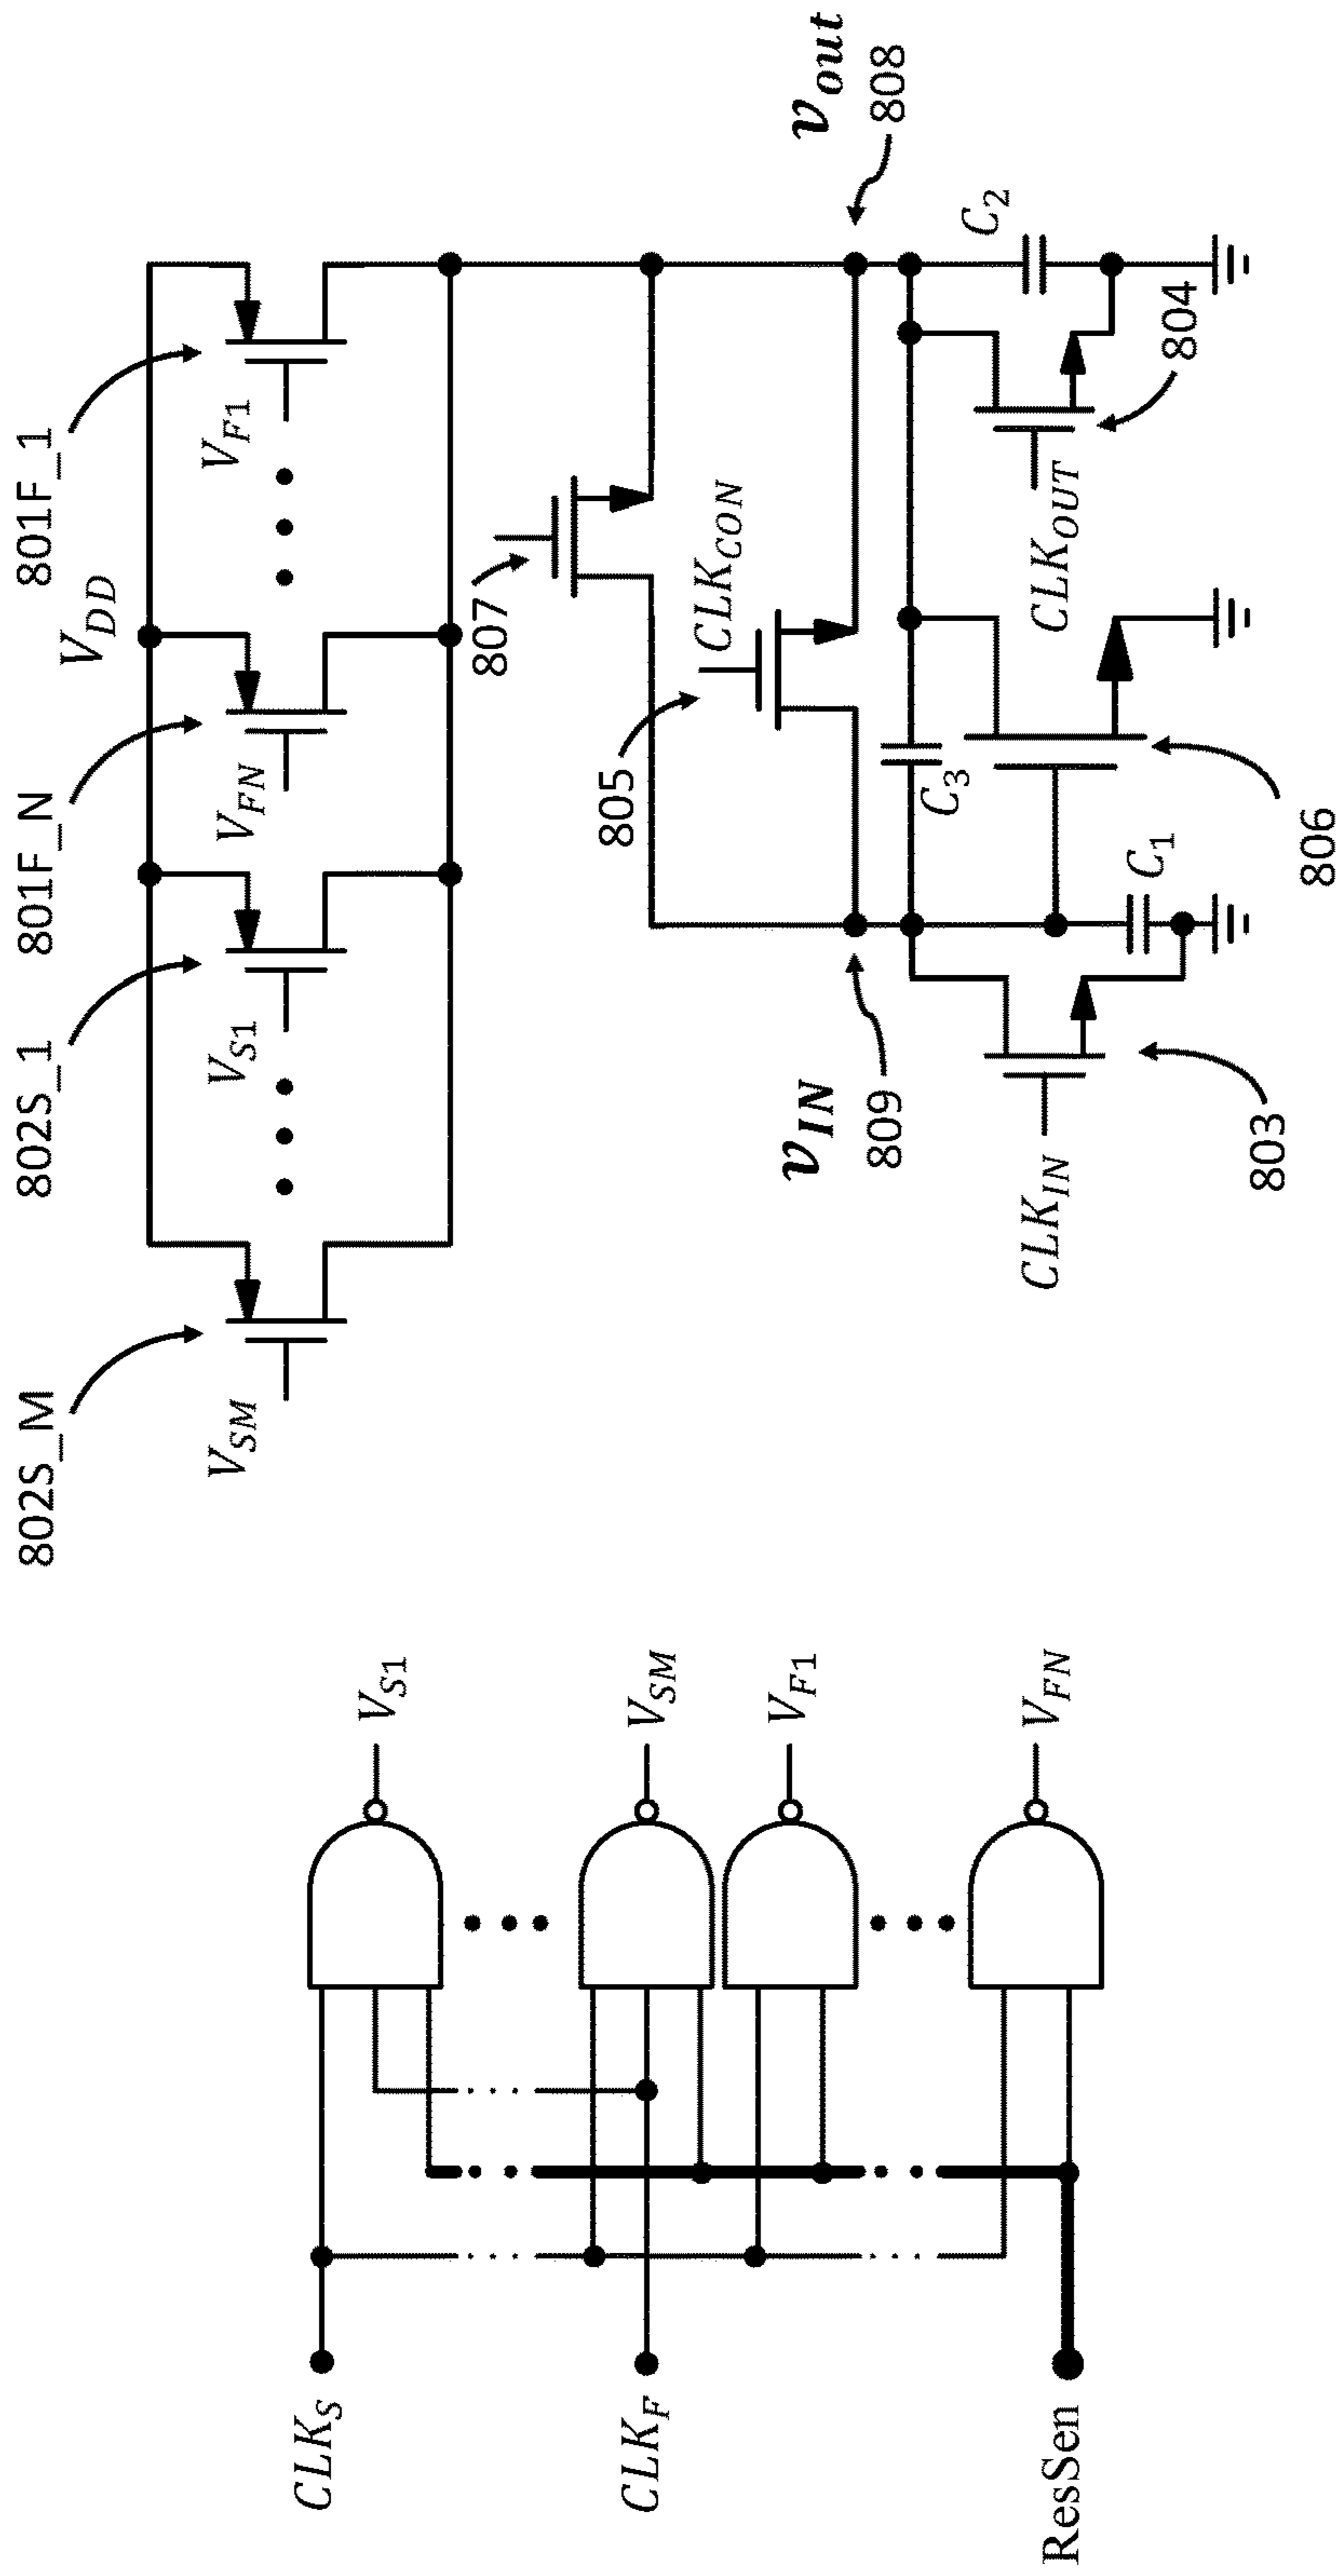 CLK_S
CLK_F
ResSen
V_S1
V_SM
V_F1
V_FN
802S_M
802S_1
801F_N
801F_1
V_DD
V_SM
V_S1
V_FN
V_F1
807
805
CLK_CON
v_IN
809
v_out
808
C_3
C_2
CLK_IN
CLK_OUT
C_1
804
803
806